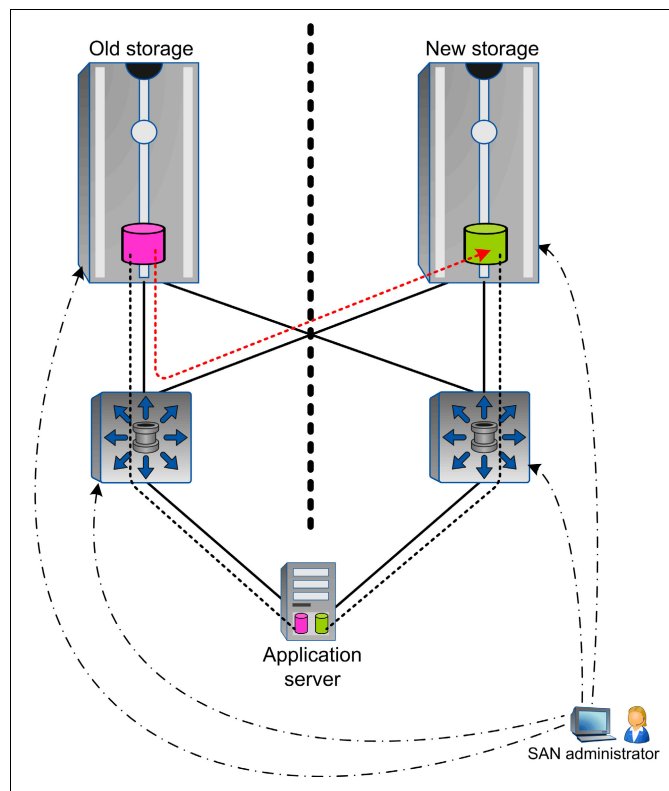 Old storage
New storage
Application
server
SAN administrator